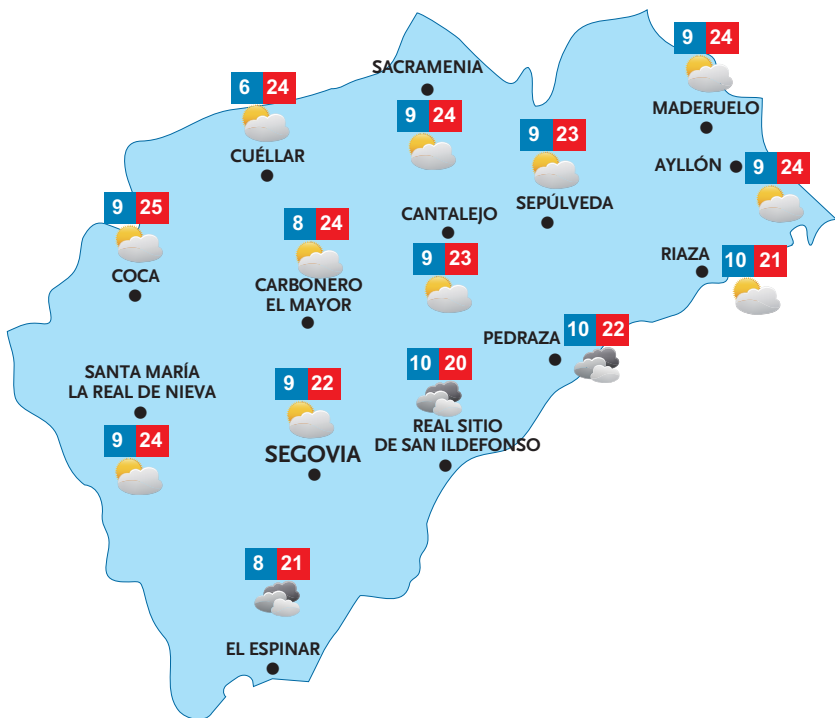 9 24
MADERUELO
SACRAMENIA
9 24
6 24
CUÉLLAR
9 23
SEPÚLVEDA
AYLLÓN
9 24
9 25
COCA
8 24
CARBONERO
EL MAYOR
CANTALEJO
9 23
RIAZA
10 21
PEDRAZA
10 22
SANTA MARÍA
LA REAL DE NIEVA
9 24
9 22
SEGOVIA
10 20
REAL SITIO
DE SAN ILDEFONSO
8 21
EL ESPINAR